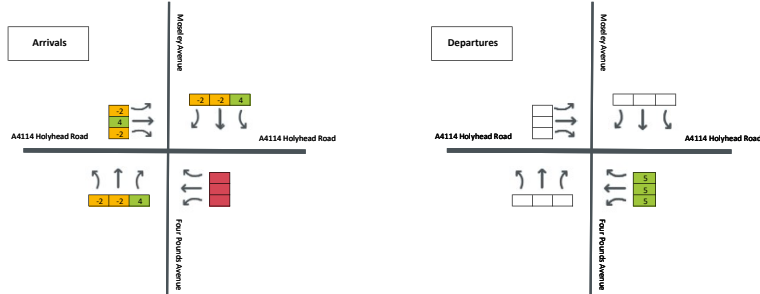 Arrivals
Moseley Avenue
-2
4
-2
-2 -2 4
A4114 Holyhead Road
A4114 Holyhead Road
-2 -2 4
Four Pounds Avenue
Departures
Moseley Avenue
A4114 Holyhead Road
A4114 Holyhead Road
5
5
5
Four Pounds Avenue